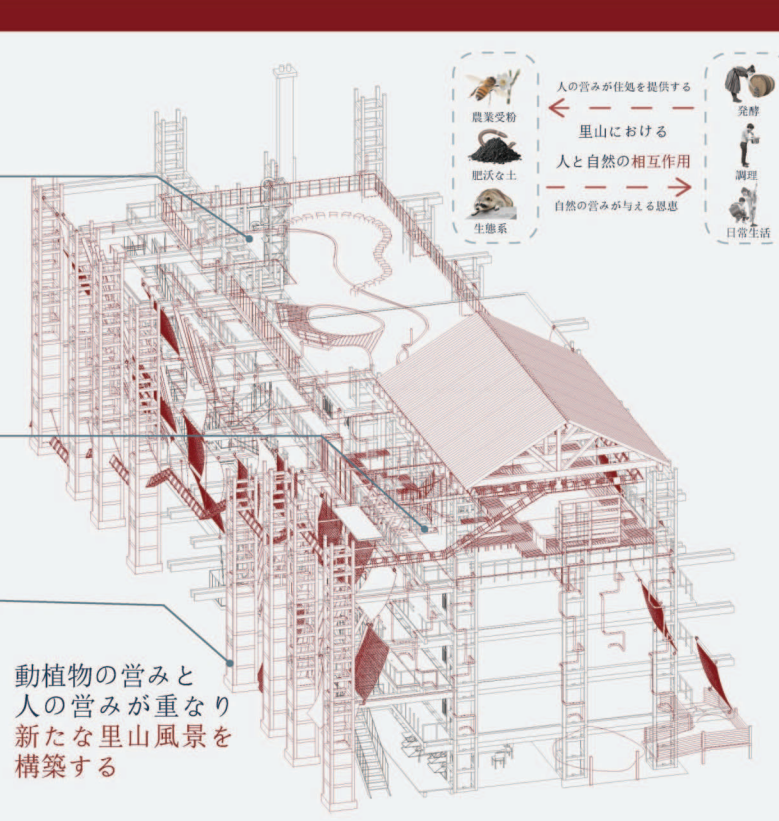 人の営みが住処を提供する
農業受粉
発酵
里山における
人と自然の相互作用
肥沃な土
調理
自然の営みが与える恩恵
生態系
日常生活
動植物の営みと
人の営みが重なり
新たな里山風景を
構築する